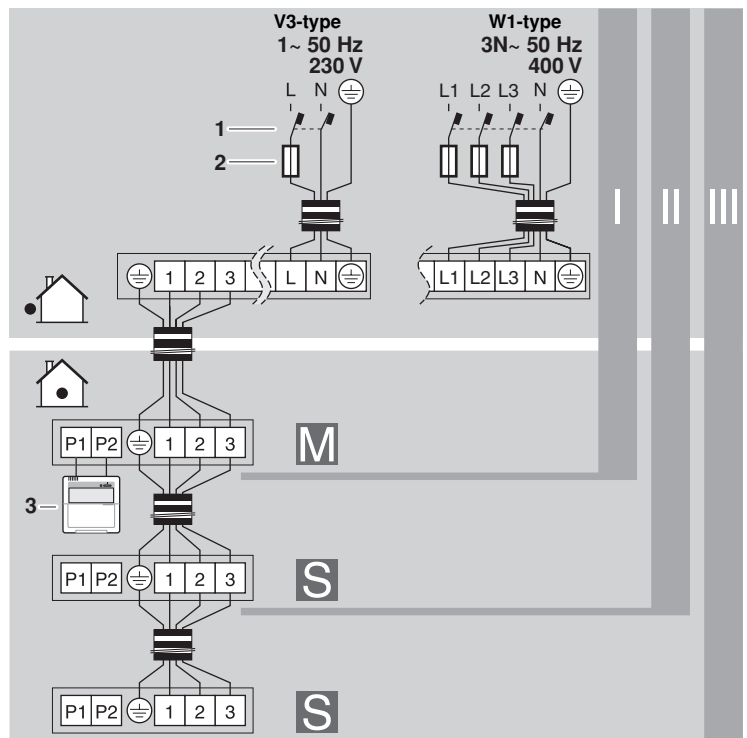 V3-type
1~ 50 Hz
230 V
W1-type
3N~ 50 Hz
400 V
L N
L1 L2 L3 N
1
2
I II III
1 2 3 L N
L1 L2 L3 N
P1 P2 1 2 3
M
3
P1 P2 1 2 3
S
P1 P2 1 2 3
S